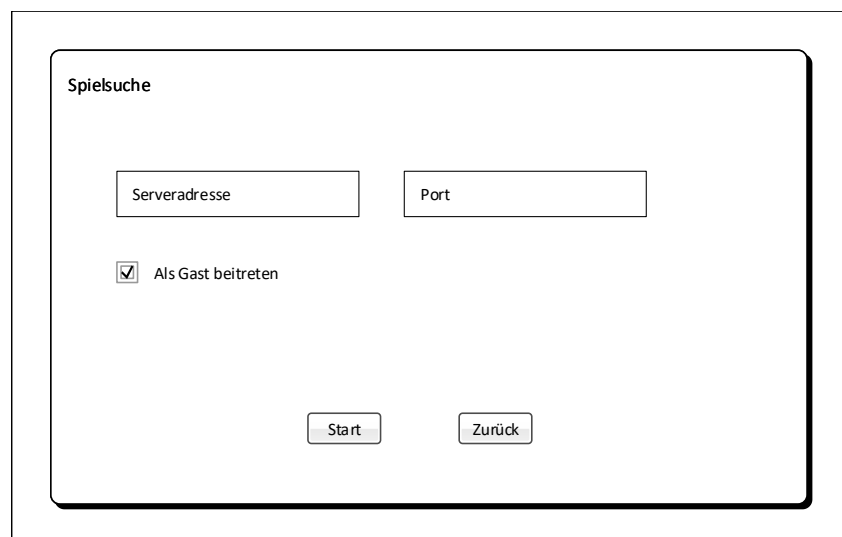 Spielsuche
Serveradresse
Port
Als Gast beitreten
Start
Zurück